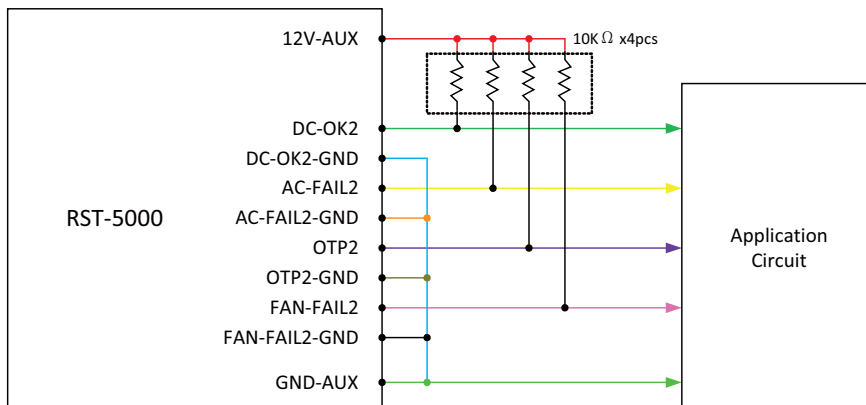 12V-AUX
10KΩ x4pcs
DC-OK2
DC-OK2-GND
AC-FAIL2
RST-5000
AC-FAIL2-GND
Application
Circuit
OTP2
OTP2-GND
FAN-FAIL2
FAN-FAIL2-GND
GND-AUX